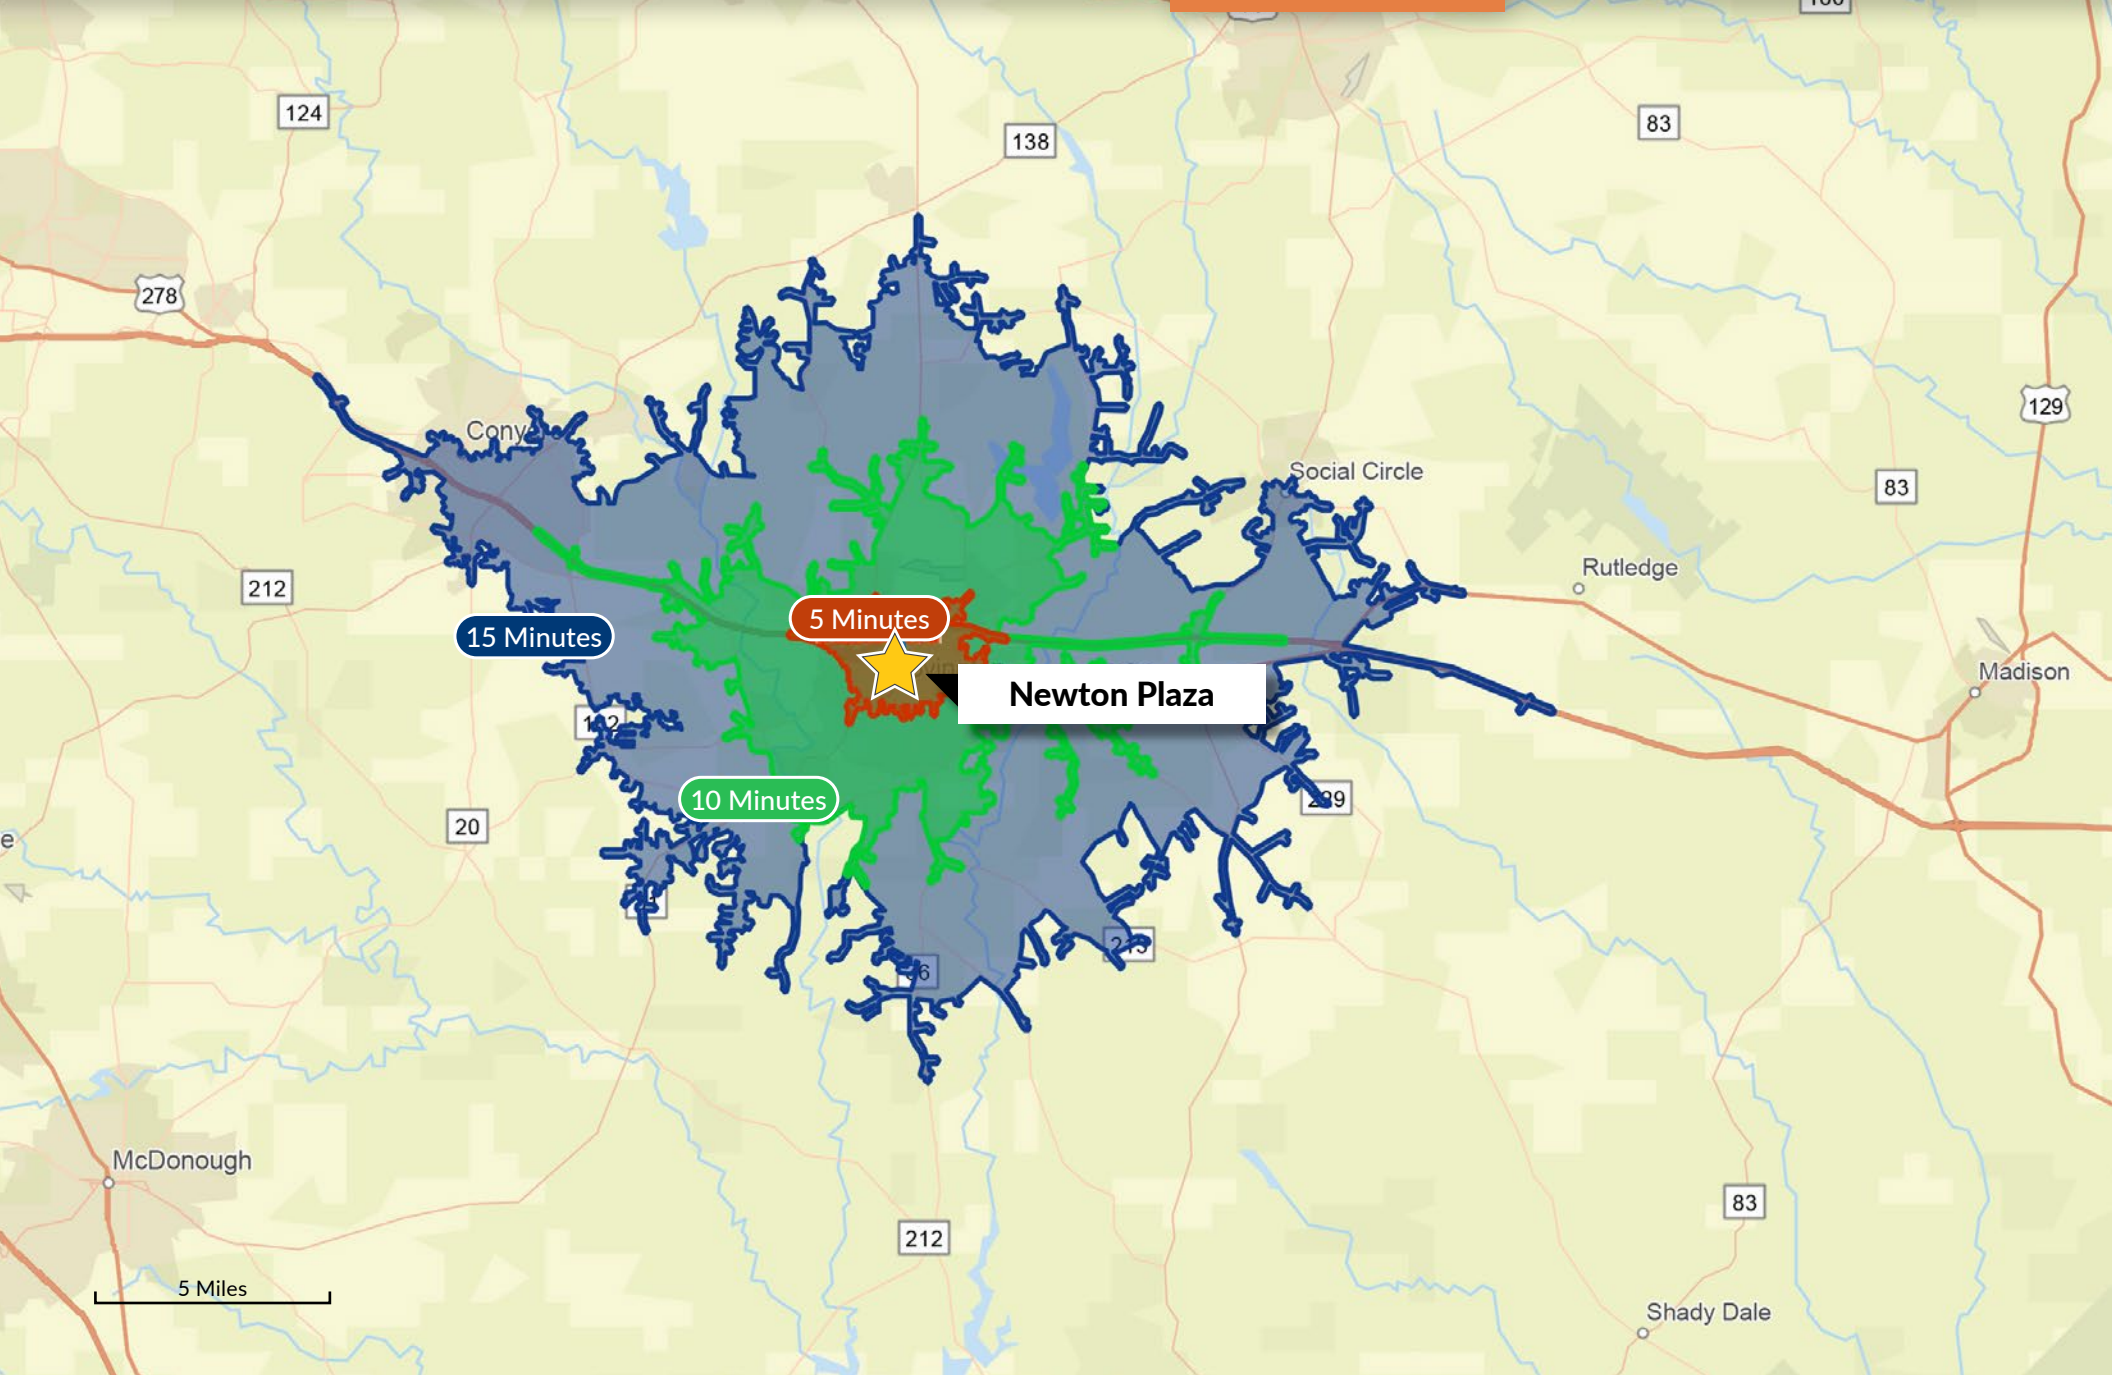 124
138
83
278
129
Social Circle
83
Rutledge
212
5 Minutes
15 Minutes
Madison
Newton Plaza
10 Minutes
20
McDonough
83
212
5 Miles
Shady Dale